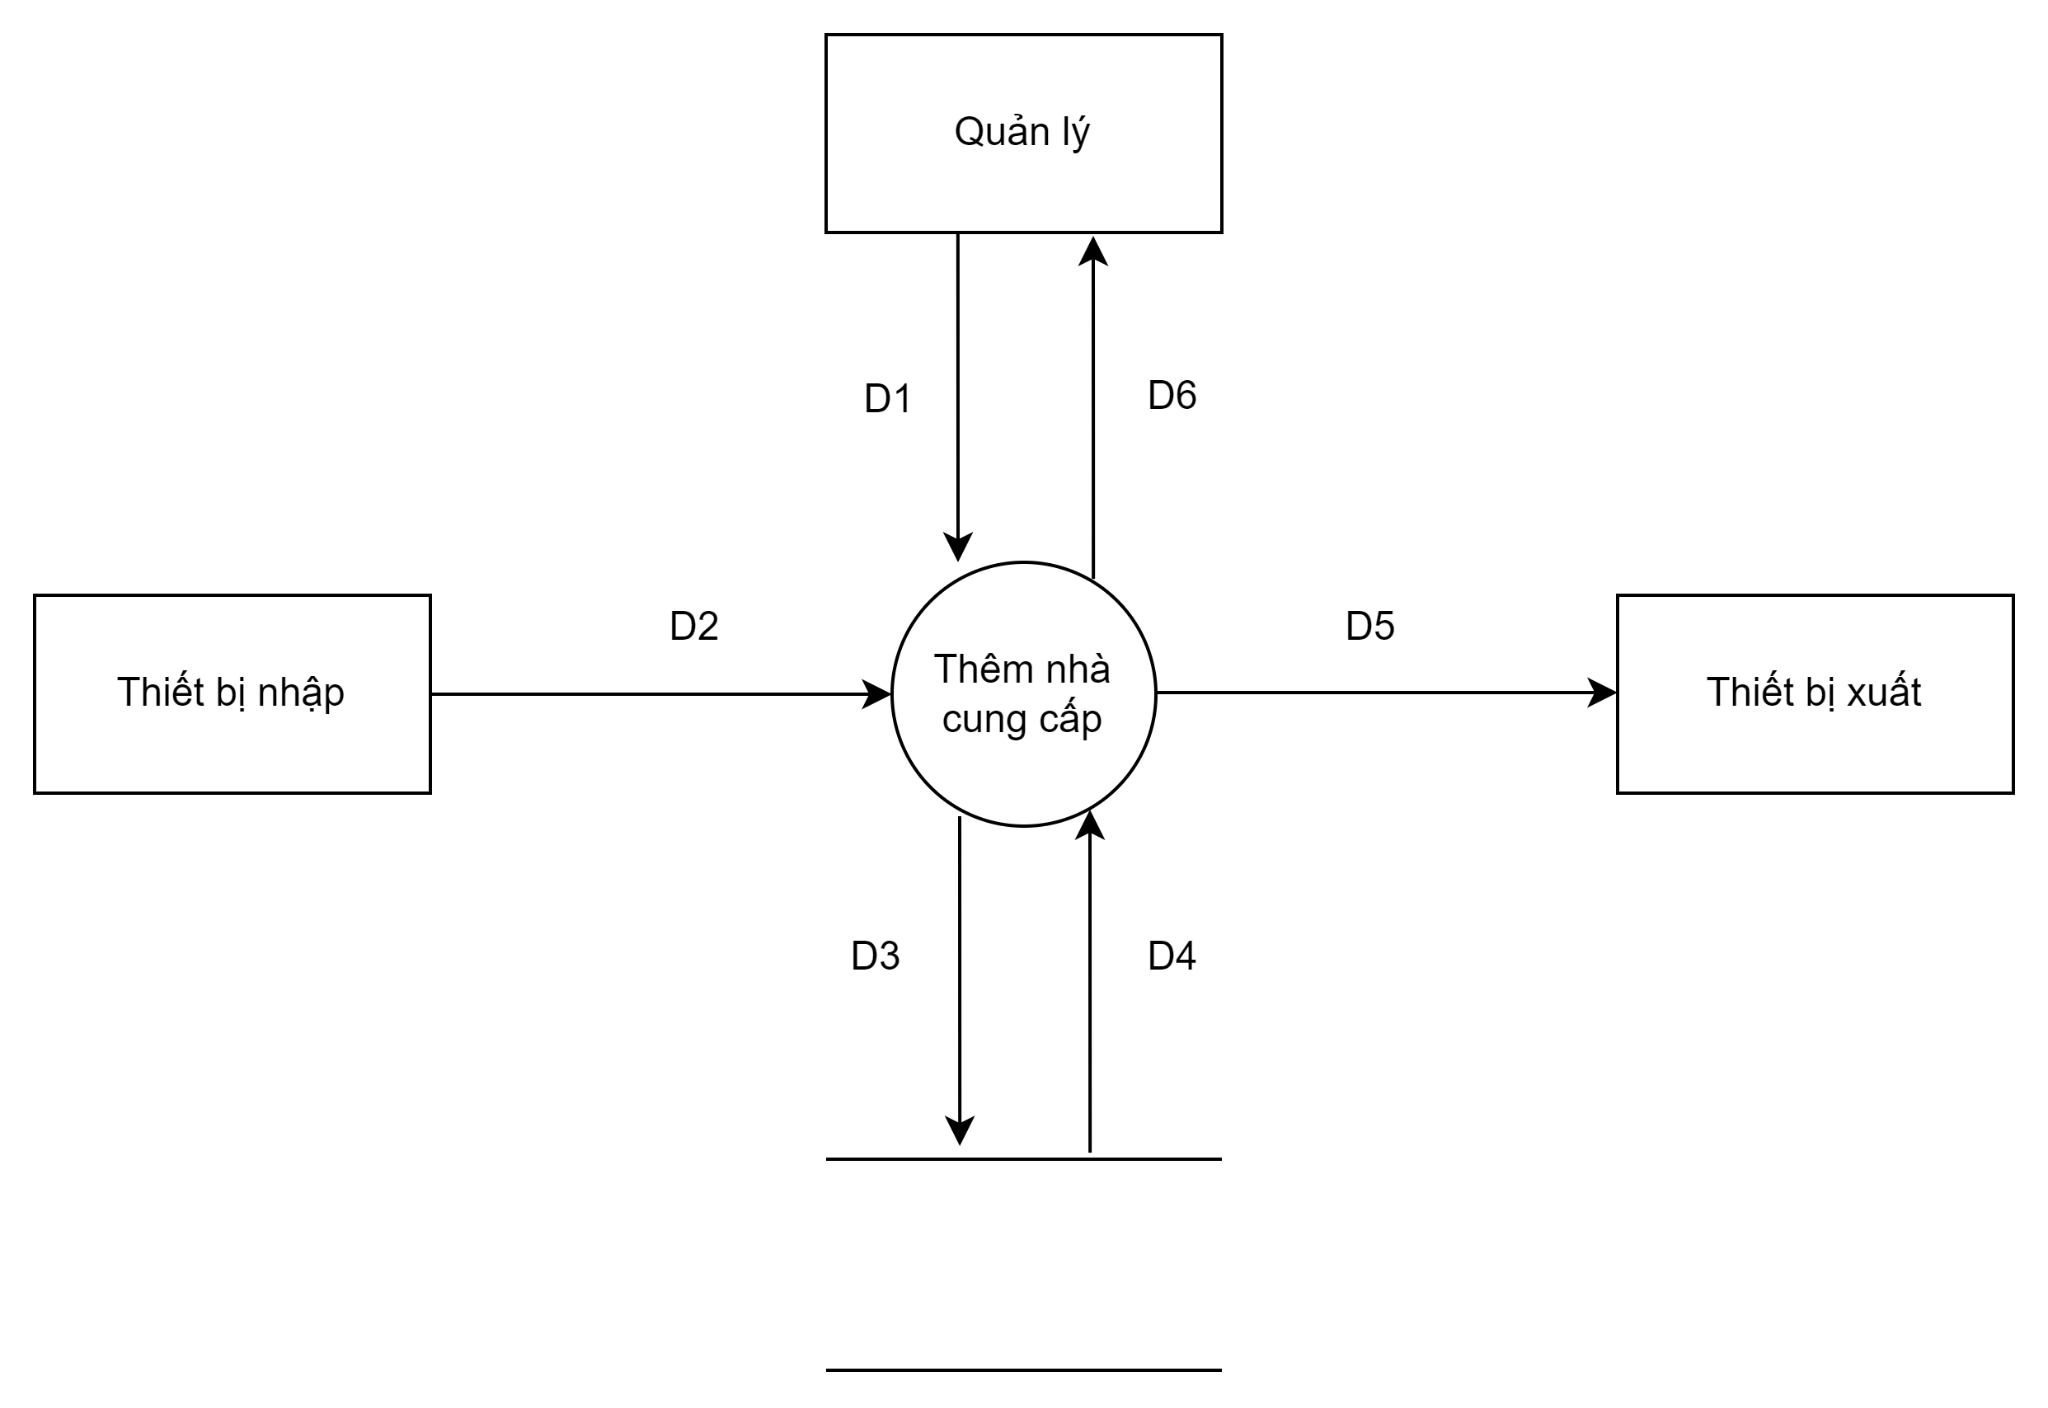 Quản lý
D1
D6
D2
D5
Thiết bị nhập
Thêm nhà
cung cấp
Thiết bị xuất
D3
D4